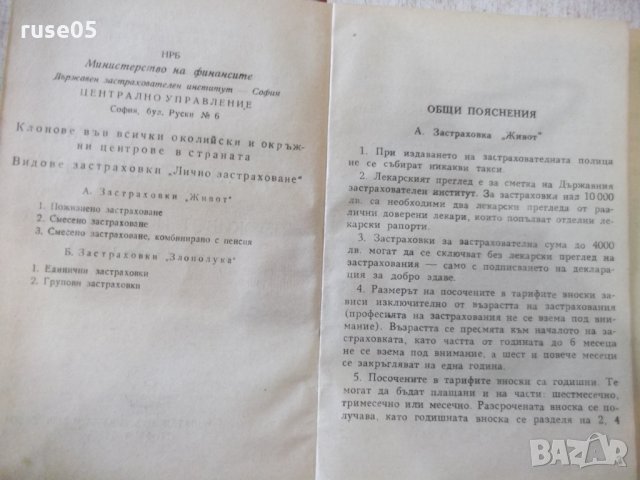 ruse05
НРБ
Министерство на финансите
Държавен застрахователен институт — София
ЦЕНТРАЛНО УПРАВЛЕНИЕ
София, бул. Руски № 6
Клонове във всички околийски и окръж-
ни центрове в страната
Видове застраховки „Лично застраховане"
А. Застраховки „Живот"
1. Пожизнено застраховане
2. Смесено застраховане
3. Смесено застраховане, комбинирано с пенсия
Б. Застраховки „Злополука"
1. Единични застраховки
2. Групови застраховки
ОБЩИ ПОЯСНЕНИЯ
А. Застраховка „Живот"
1. При издаването на застрахователната полица
не се събират никакви такси.
2. Лекарският преглед е за сметка на Държавния
застрахователен институт. За застраховка над 10 000
лв. са необходими два лекарски прегледа от раз-
лични доверени лекари, които попълват отделни ле-
карски рапорти.
3. Застраховки за застрахователна сума до 4000
лв. могат да се сключват без лекарски преглед на
застрахования — само с подписването на деклара-
ция за добро здраве.
4. Размерът на посочените в тарифите вноски за-
виси изключително от възрастта на застрахования
(професията на застрахования не се взема под вни-
мание). Възрастта се пресмята към началото на за-
страховката, като частта от годината до 6 месеца
не се взема под внимание, а шест и повече месеци
се закръгляват на една година.
5. Посочените в тарифите вноски са годишни. Те
могат да бъдат плащани и на части: шестмесечно,
тримесечно или месечно. Разсрочената вноска се по-
лучава, като годишната вноска се разделя на 2, 4
bazar